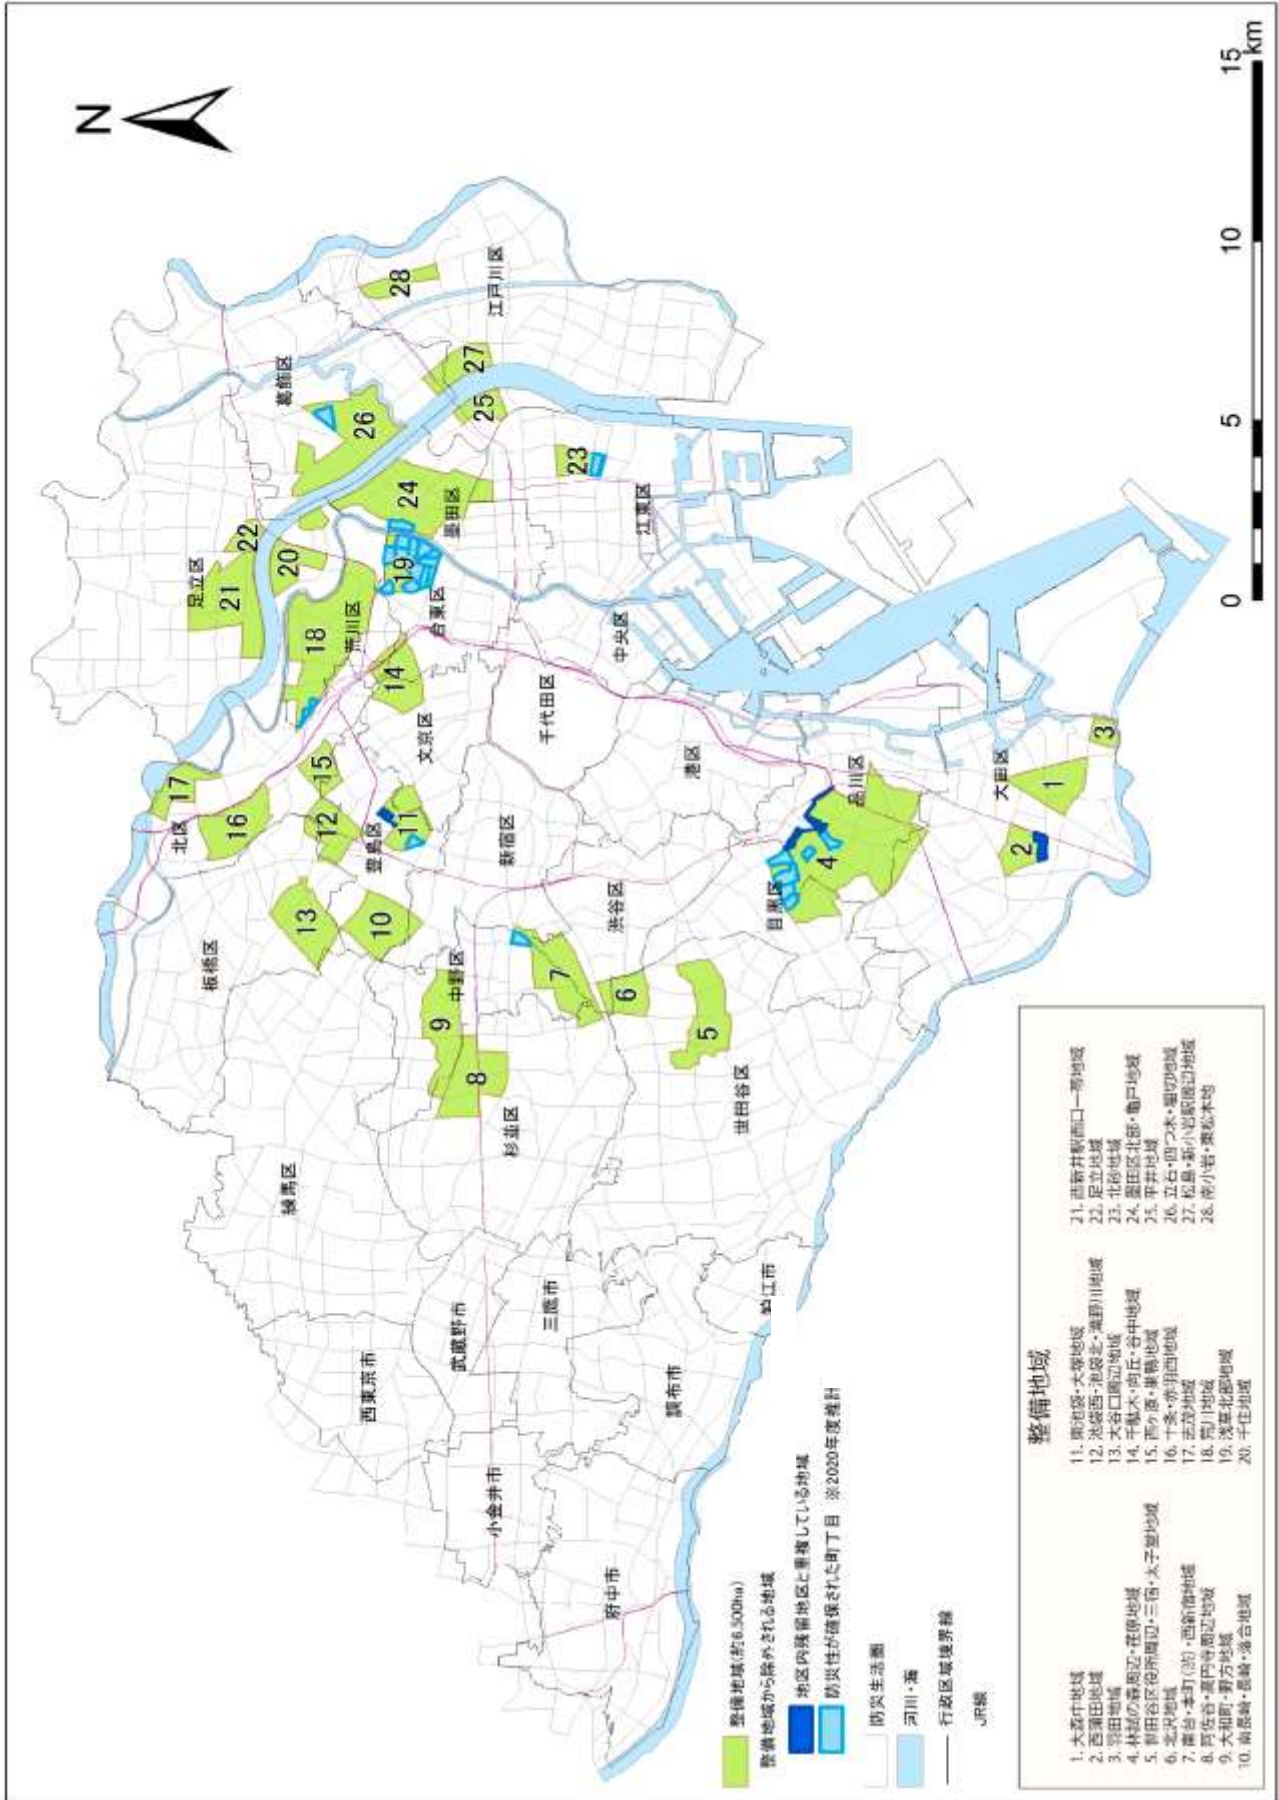 N
足立区
葛飾区
北区
板橋区
荒川区
練馬区
豊島区
文京区
台東区
墨田区
江戸川区
西東京市
武蔵野市
中野区
新宿区
千代田区
小金井市
三鷹市
杉並区
渋谷区
中央区
江東区
府中市
調布市
狛江市
世田谷区
目黒区
港区
品川区
大田区
1
2
3
4
5
6
7
8
9
10
11
12
13
14
15
16
17
18
19
20
21
22
23
24
25
26
27
28
整備地域(約6,500ha)
整備地域から除外される地域
地区内残留地区と重複している地域
防災性が確保された町丁目 ※2020年度推計
防災生活圏
河川・海
行政区域境界線
JR線
整備地域
1. 大森中地域
2. 西蒲田地域
3. 羽田地域
4. 林試の森周辺・荏原地域
5. 世田谷区役所周辺・三宿・太子堂地域
6. 北沢地域
7. 南台・本町(渋)・西新宿地域
8. 阿佐谷・高円寺周辺地域
9. 大和町・野方地域
10. 南長崎・長崎・落合地域
11. 東池袋・大塚地域
12. 池袋西・池袋北・滝野川地域
13. 大谷口周辺地域
14. 千駄木・向丘・谷中地域
15. 西ヶ原・巣鴨地域
16. 十条・赤羽西地域
17. 志茂地域
18. 荒川地域
19. 浅草北部地域
20. 千住地域
21. 西新井駅西口一帯地域
22. 足立地域
23. 北砂地域
24. 墨田区北部・亀戸地域
25. 平井地域
26. 立石・四つ木・堀切地域
27. 松島・新小岩駅周辺地域
28. 南小岩・東松本地
0 5 10 15
km